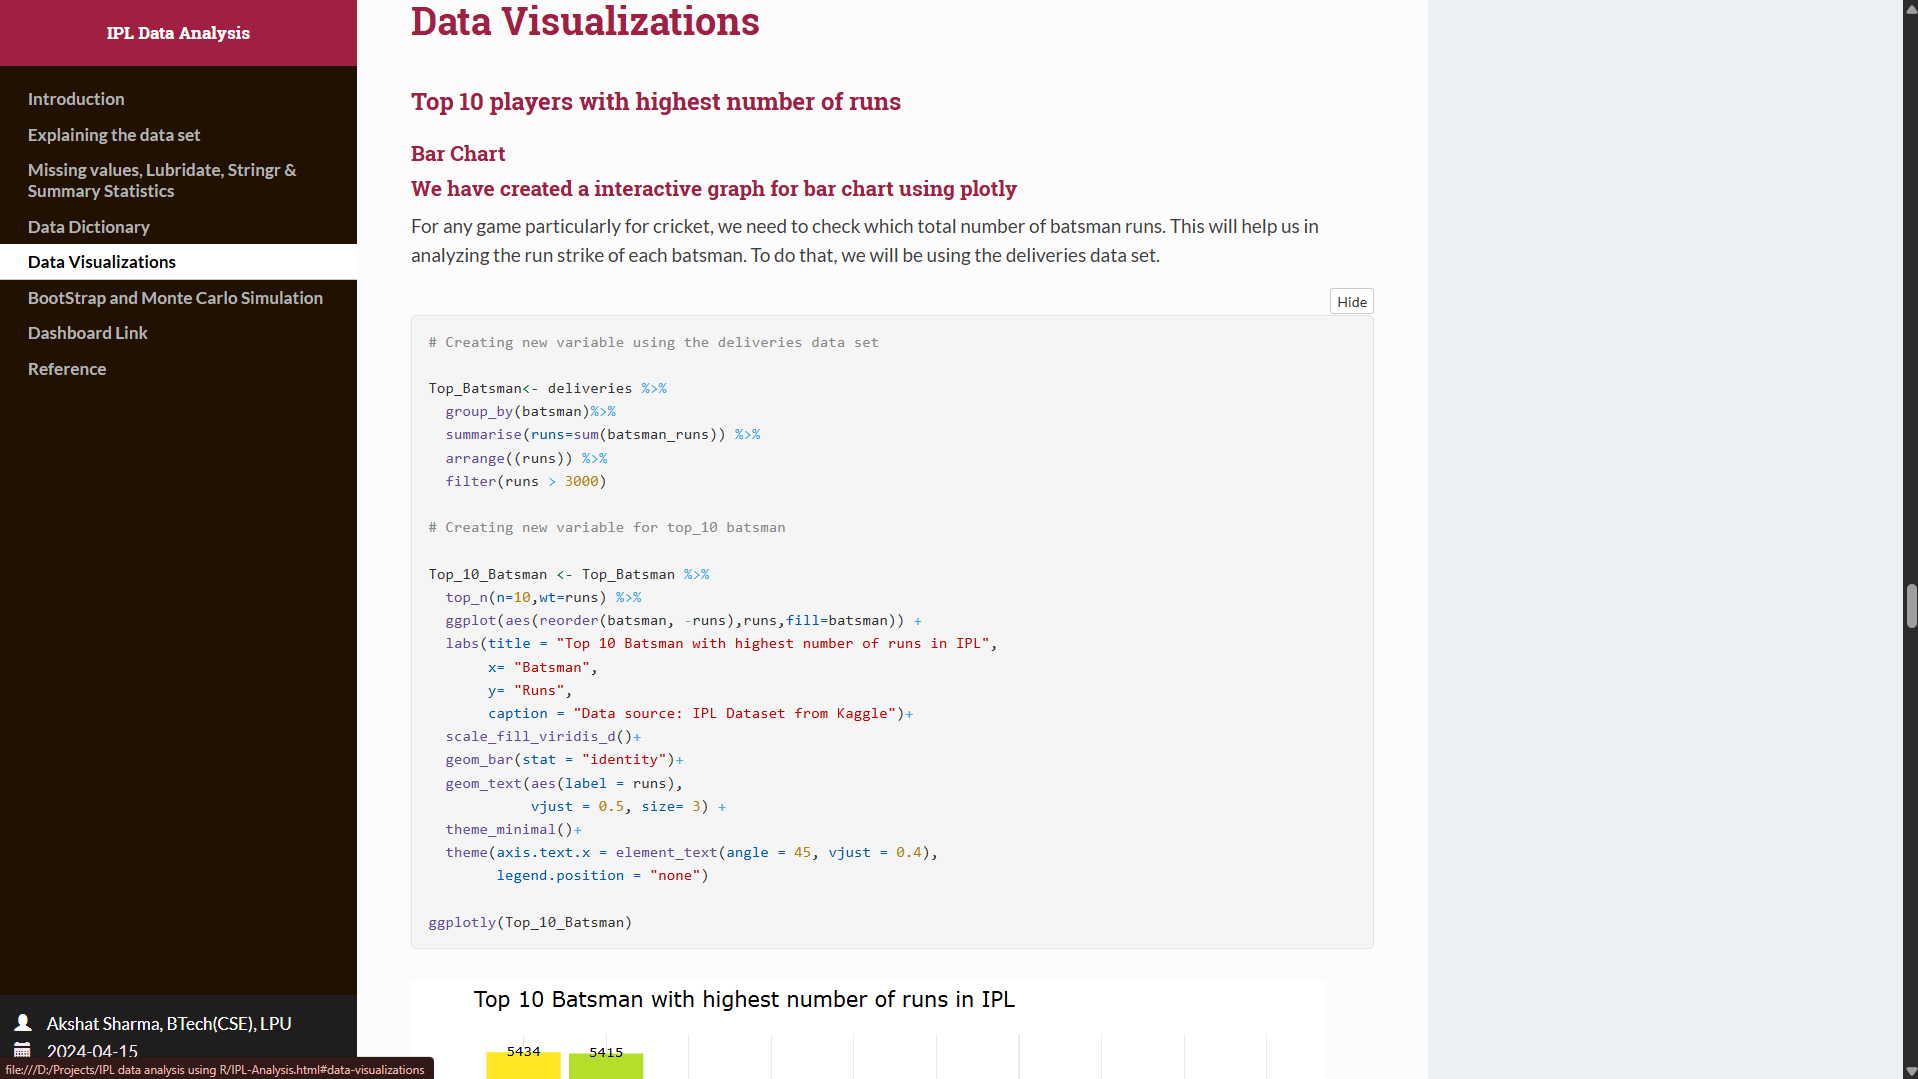 IPL Data Analysis
Introduction
Explaining the data set
Missing values, Lubridate, Stringr &
Summary Statistics
Data Dictionary
Data Visualizations
BootStrap and Monte Carlo Simulation
Dashboard Link
Reference
Akshat Sharma, BTech(CSE), LPU
2024-04-15
file:///D:/Projects/IPL data analysis using R/IPL-Analysis.html#data-visualizations
Data Visualizations
Top 10 players with highest number of runs
Bar Chart
We have created a interactive graph for bar chart using plotly
For any game particularly for cricket, we need to check which total number of batsman runs. This will help us in
analyzing the run strike of each batsman. To do that, we will be using the deliveries data set.
Hide
# Creating new variable using the deliveries data set
Top_Batsman<- deliveries %>%
  group_by(batsman)%>%
  summarise(runs=sum(batsman_runs)) %>%
  arrange((runs)) %>%
  filter(runs > 3000)
# Creating new variable for top_10 batsman
Top_10_Batsman <- Top_Batsman %>%
  top_n(n=10,wt=runs) %>%
  ggplot(aes(reorder(batsman, -runs),runs,fill=batsman)) +
  labs(title = "Top 10 Batsman with highest number of runs in IPL",
       x= "Batsman",
       y= "Runs",
       caption = "Data source: IPL Dataset from Kaggle")+
  scale_fill_viridis_d()+
  geom_bar(stat = "identity")+
  geom_text(aes(label = runs),
            vjust = 0.5, size= 3) +
  theme_minimal()+
  theme(axis.text.x = element_text(angle = 45, vjust = 0.4),
        legend.position = "none")
ggplotly(Top_10_Batsman)
Top 10 Batsman with highest number of runs in IPL
5434 5415